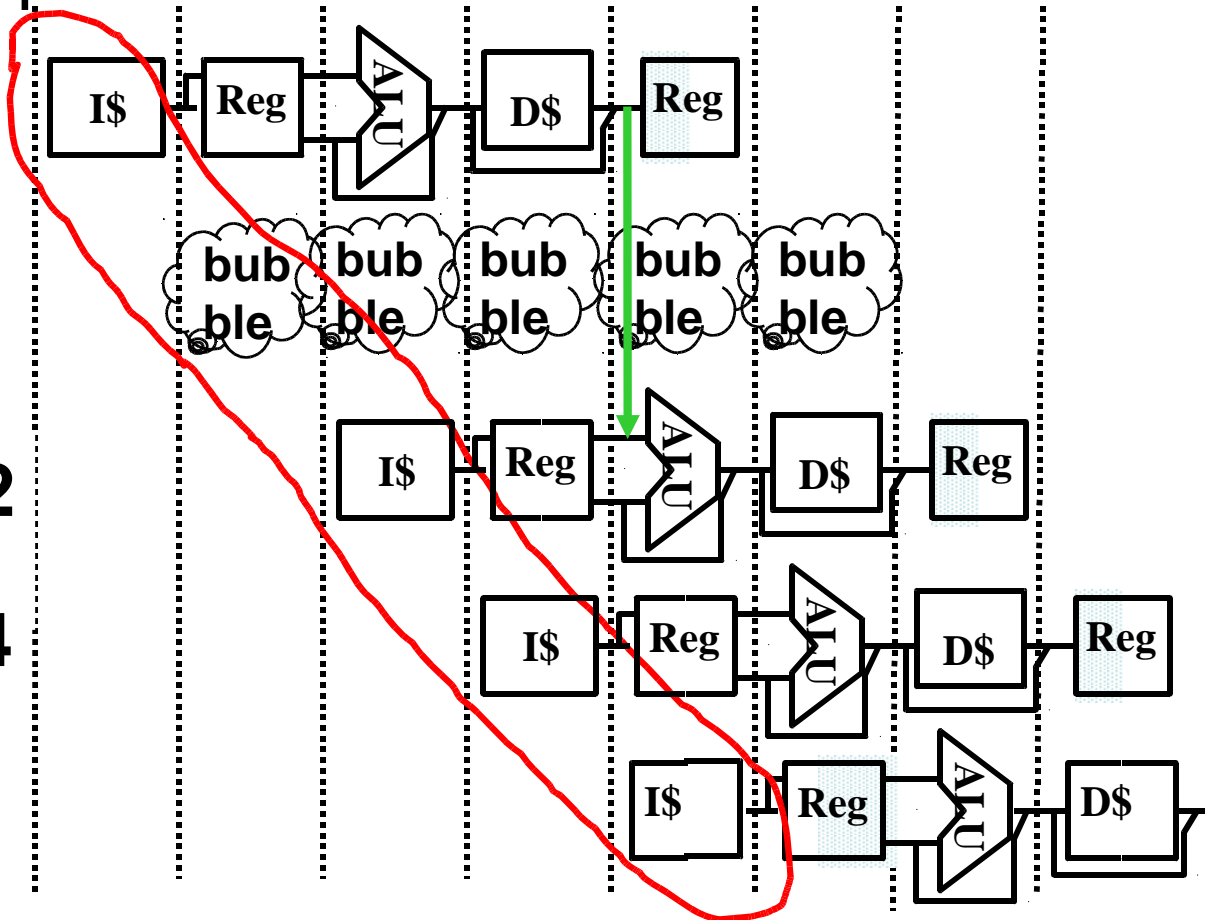 I$ Reg ALU D$ Reg
bub bub bub bub bub
ble ble ble ble ble
I$ Reg ALU D$ Reg
2
I$ Reg ALU D$ Reg
4
I$ Reg ALU D$